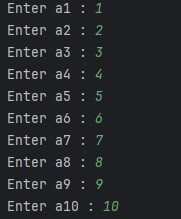 Enter a1 : 1
Enter a2 : 2
Enter a3 : 3
Enter a4 : 4
Enter a5 : 5
Enter a6 : 6
Enter a7 : 7
Enter a8 : 8
Enter a9 : 9
Enter a10 : 10